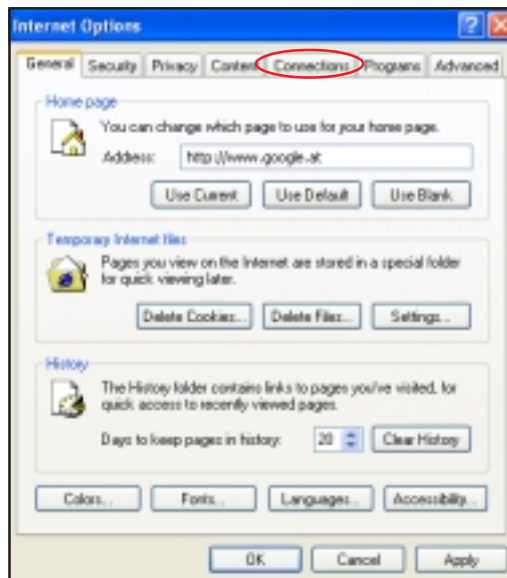 Internet Options
General Security Privacy Content Connections Programs Advanced
Home page
You can change which page to use for your home page.
Address: http://www.google.at
Use Current Use Default Use Blank
Temporary Internet files
Pages you view on the Internet are stored in a special folder
for quick viewing later.
Delete Cookies... Delete Files... Settings...
History
The History folder contains links to pages you've visited, for
quick access to recently viewed pages.
Days to keep pages in history: 20 Clear History
Colors... Fonts... Languages... Accessibility...
OK Cancel Apply